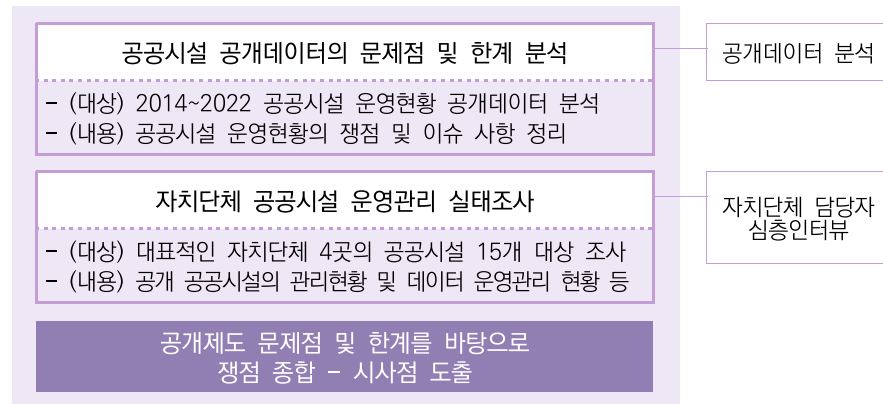 공공시설 공개데이터의 문제점 및 한계 분석
공개데이터 분석
- (대상) 2014~2022 공공시설 운영현황 공개데이터 분석
- (내용) 공공시설 운영현황의 쟁점 및 이슈 사항 정리
자치단체 공공시설 운영관리 실태조사
자치단체 담당자
심층인터뷰
- (대상) 대표적인 자치단체 4곳의 공공시설 15개 대상 조사
- (내용) 공개 공공시설의 관리현황 및 데이터 운영관리 현황 등
공개제도 문제점 및 한계를 바탕으로
쟁점 종합 - 시사점 도출